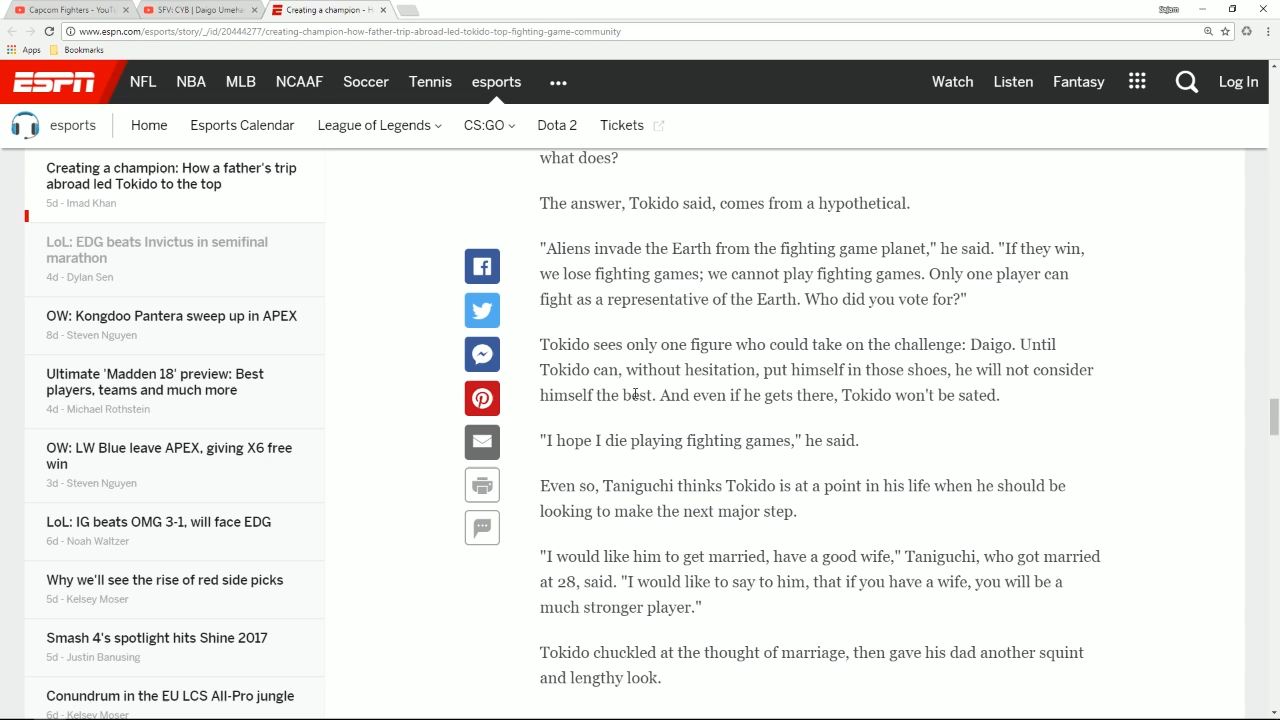 Capcom Fighters - YouT
SFV: CYB | Daigo Umeha
Creating a champion - H
Bajam
www.espn.com/esports/story/_/id/20444277/creating-champion-how-father-trip-abroad-led-tokido-top-fighting-game-community
Apps Bookmarks
ESPN NFL NBA MLB NCAAF Soccer Tennis esports ••• Watch Listen Fantasy Log In
esports Home Esports Calendar League of Legends CS:GO Dota 2 Tickets
Creating a champion: How a father's trip
abroad led Tokido to the top
5d - Imad Khan
LoL: EDG beats Invictus in semifinal
marathon
4d - Dylan Sen
OW: Kongdoo Pantera sweep up in APEX
8d - Steven Nguyen
Ultimate 'Madden 18' preview: Best
players, teams and much more
4d - Michael Rothstein
OW: LW Blue leave APEX, giving X6 free
win
3d - Steven Nguyen
LoL: IG beats OMG 3-1, will face EDG
6d - Noah Waltzer
Why we'll see the rise of red side picks
5d - Kelsey Moser
Smash 4's spotlight hits Shine 2017
5d - Justin Banusing
Conundrum in the EU LCS All-Pro jungle
6d - Kelsey Moser
what does?
The answer, Tokido said, comes from a hypothetical.
"Aliens invade the Earth from the fighting game planet," he said. "If they win,
we lose fighting games; we cannot play fighting games. Only one player can
fight as a representative of the Earth. Who did you vote for?"
Tokido sees only one figure who could take on the challenge: Daigo. Until
Tokido can, without hesitation, put himself in those shoes, he will not consider
himself the best. And even if he gets there, Tokido won't be sated.
"I hope I die playing fighting games," he said.
Even so, Taniguchi thinks Tokido is at a point in his life when he should be
looking to make the next major step.
"I would like him to get married, have a good wife," Taniguchi, who got married
at 28, said. "I would like to say to him, that if you have a wife, you will be a
much stronger player."
Tokido chuckled at the thought of marriage, then gave his dad another squint
and lengthy look.